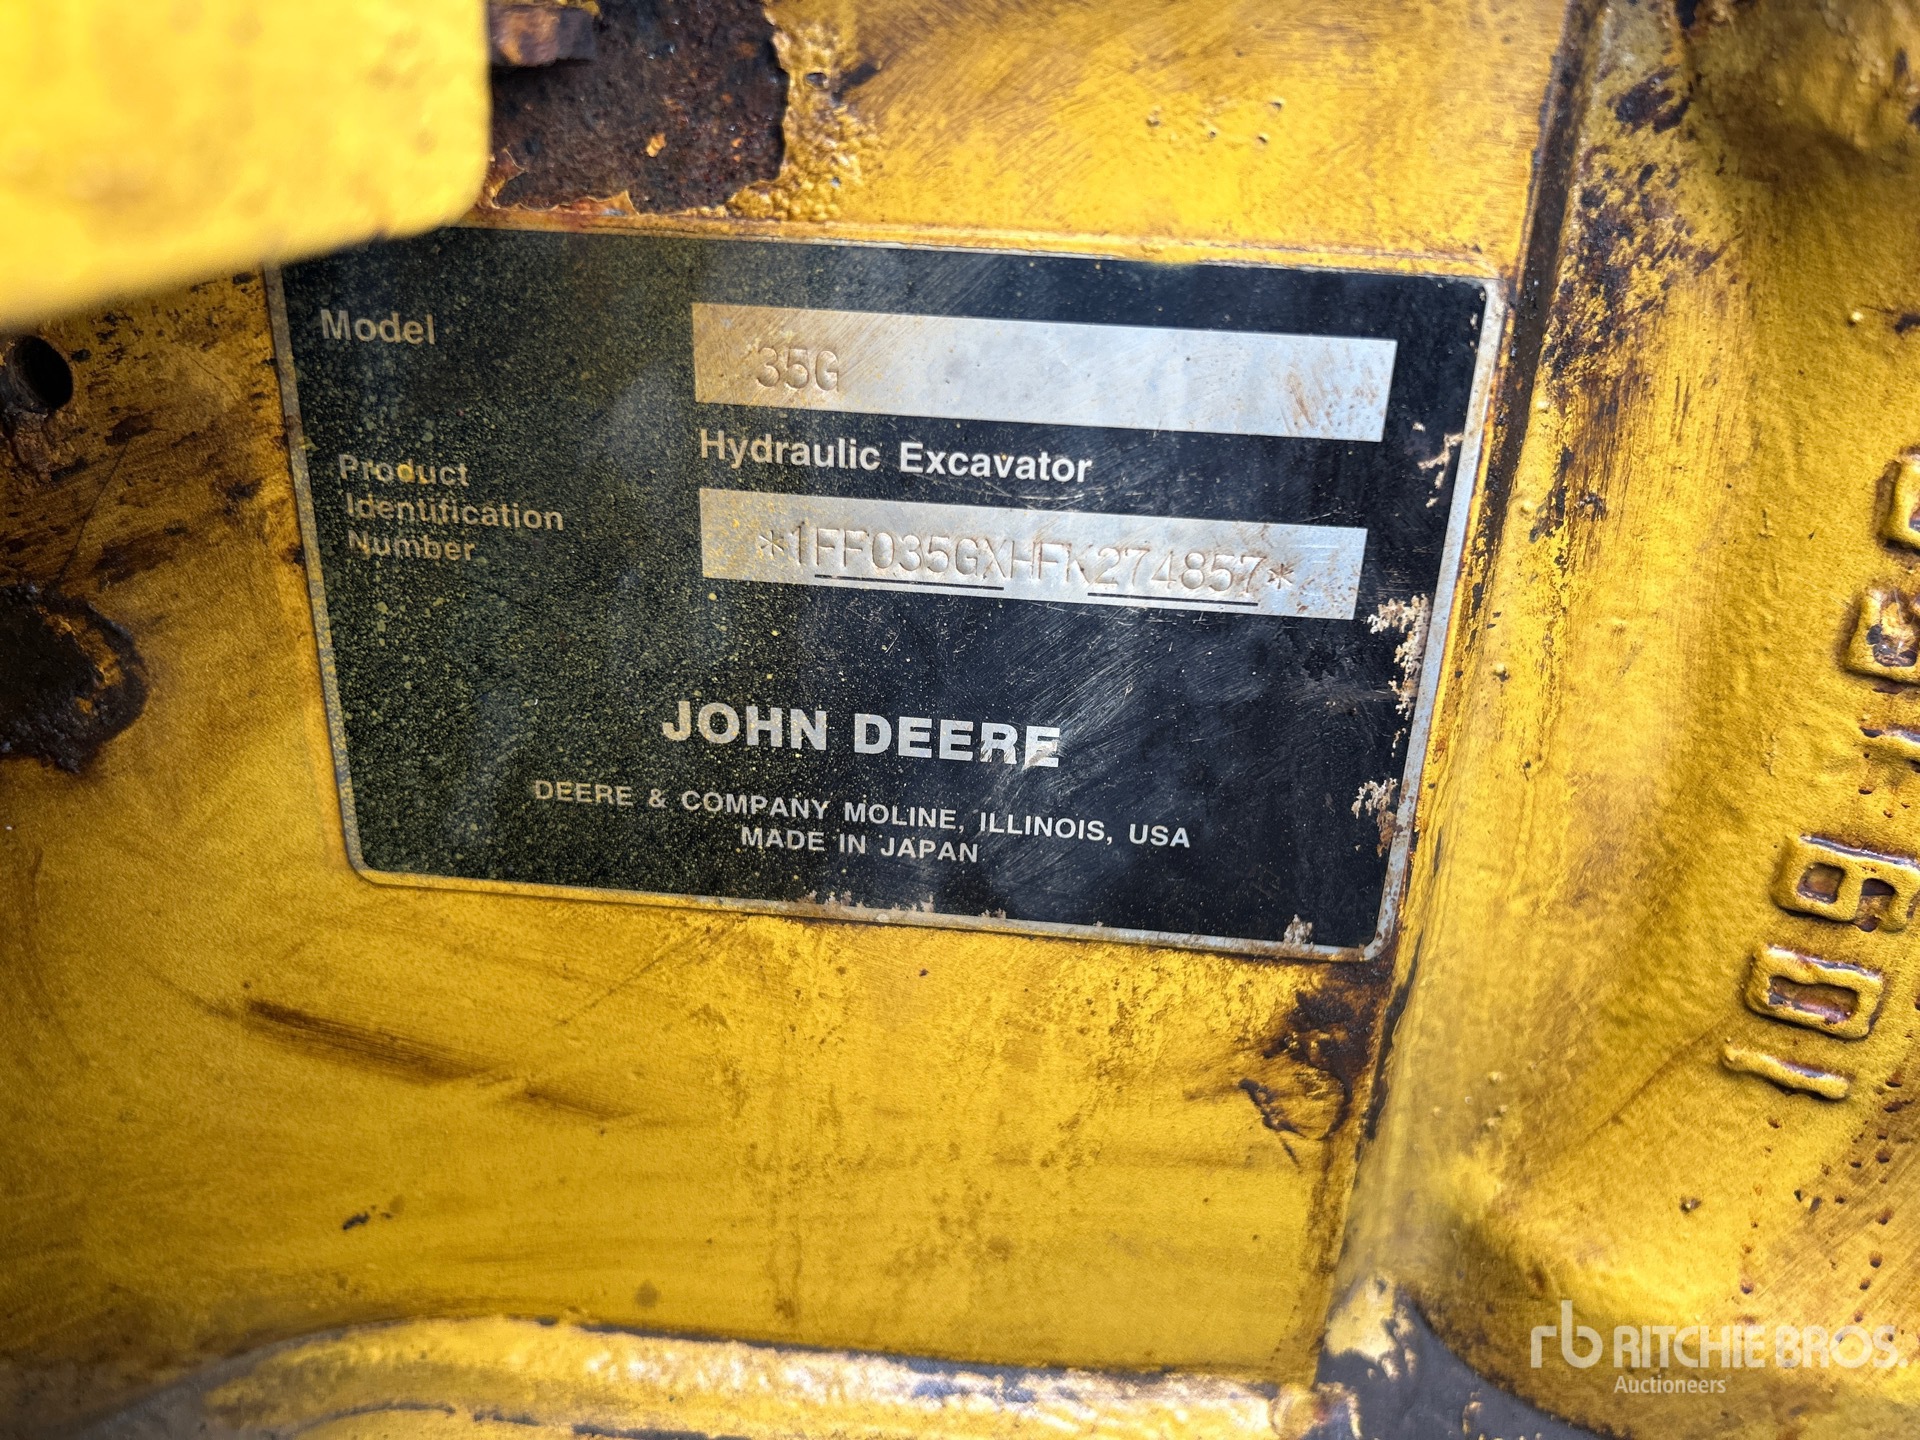 Model
35G
Hydraulic Excavator
Product
Identification
Number
*1FF035GXHFK274857*
JOHN DEERE
DEERE & COMPANY MOLINE, ILLINOIS, USA
MADE IN JAPAN
rb RITCHIE BROS.
Auctioneers